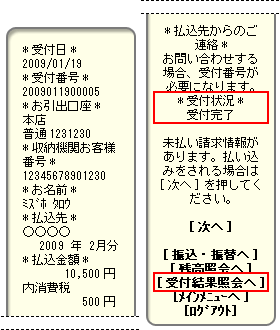 *受付日*
2009/01/19
*受付番号*
2009011900005
*お引出口座*
本店
普通 1231230
*収納機関お客様
番号*
12345678901230
*お名前*
ﾐｽﾞﾎ ﾀﾛｳ
*払込先*
○○○○
2009 年 2月分
*払込金額*
10,500 円
内消費税
500 円
*払込先からのご
連絡*
お問い合わせする
場合、受付番号が
必要になります。
*受付状況*
受付完了
未払い請求情報が
あります。払い込
みをされる場合は
[次へ]を押してく
ださい。
[次へ]
[振込・振替へ]
[残高照会へ]
[受付結果照会へ]
[ﾒｲﾝﾒﾆｭｰへ]
[ﾛｸﾞｱｳﾄ]